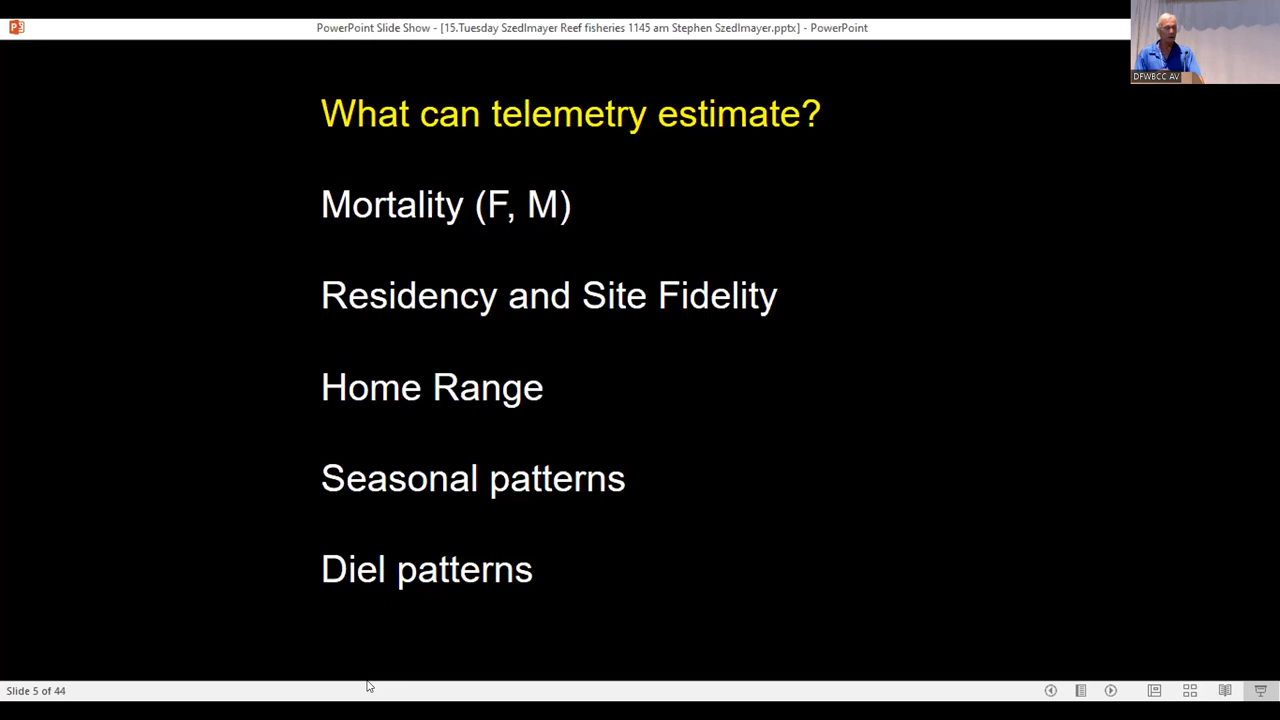 PowerPoint Slide Show - [15.Tuesday Szedlmayer Reef fisheries 1145 am Stephen Szedlmayer.pptx] - PowerPoint
DFWBCC AV
What can telemetry estimate?
Mortality (F, M)
Residency and Site Fidelity
Home Range
Seasonal patterns
Diel patterns
Slide 5 of 44